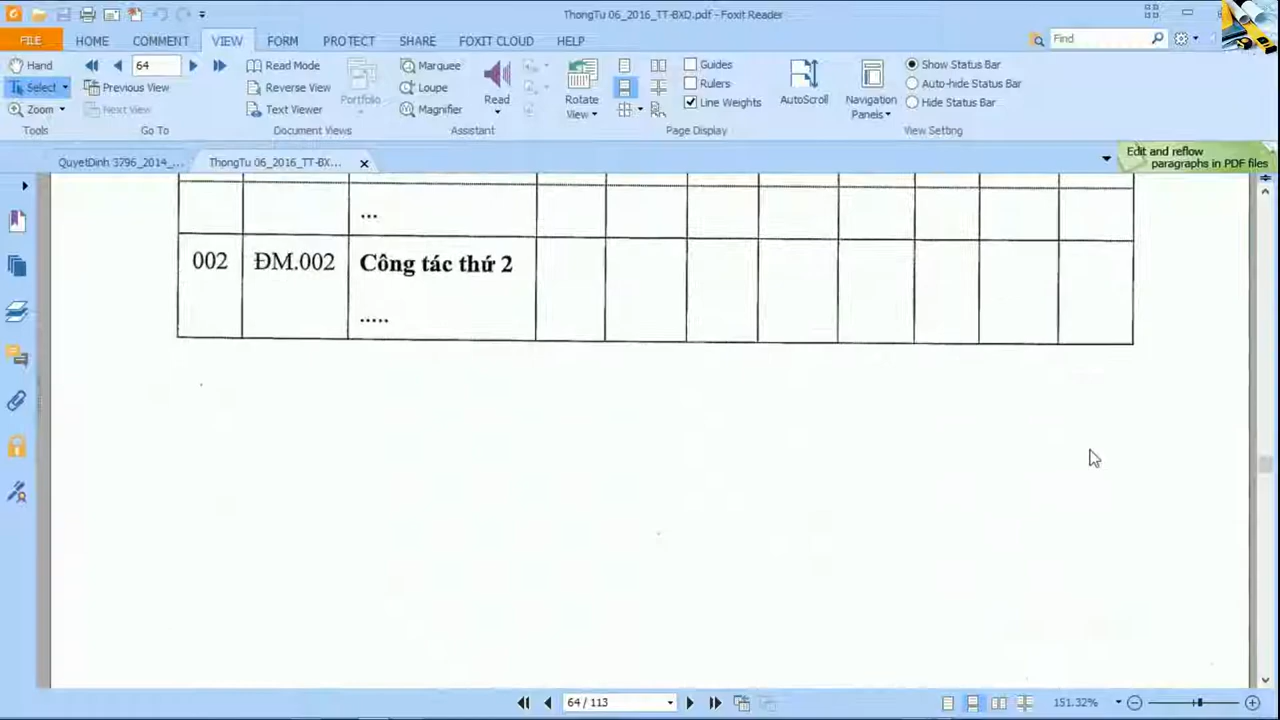 ThongTu 06_2016_TT-BXD.pdf - Foxit Reader
FILE HOME COMMENT VIEW FORM PROTECT SHARE FOXIT CLOUD HELP Find
Hand 64 Read Mode Marquee Guides Show Status Bar
Select Previous View Reverse View Portfolio Loupe Read Rotate View Rulers AutoScroll Navigation Panels Auto-hide Status Bar
Zoom Next View Text Viewer Magnifier Line Weights Hide Status Bar
Tools Go To Document Views Assistant Page Display View Setting
QuyetDinh 3796_2014_... ThongTu 06_2016_TT-BX... Edit and reflow
paragraphs in PDF files
...
002 ĐM.002 Công tác thứ 2
.....
64 / 113 151.32%